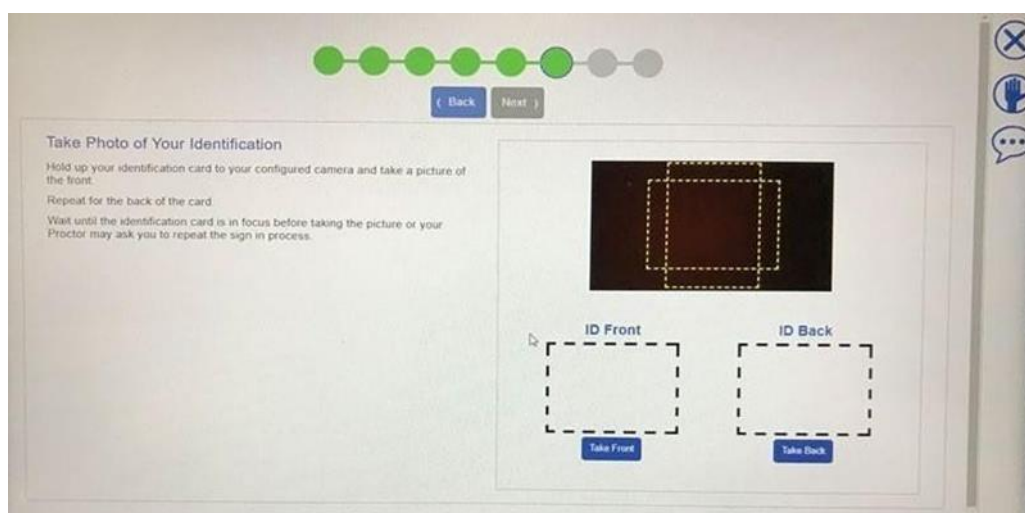 ‹ Back Next ›
Take Photo of Your Identification
Hold up your identification card to your configured camera and take a picture of
the front.
Repeat for the back of the card
Wait until the identification card is in focus before taking the picture or your
Proctor may ask you to repeat the sign in process.
ID Front ID Back
Take Front Take Back